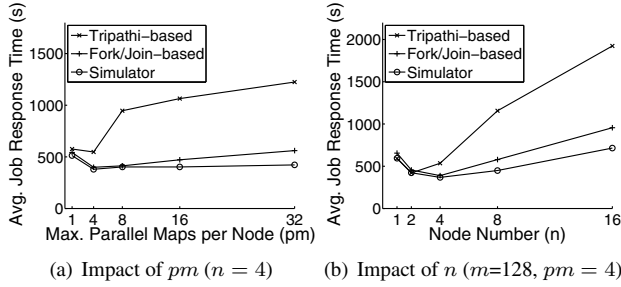 Avg. Job Response Time (s)
1500
1000
500
0
Tripathi−based
Fork/Join−based
Simulator
1 4 8 16 32
Max. Parallel Maps per Node (pm)
(a) Impact of pm (n = 4)
Avg. Job Response Time (s)
2000
1500
1000
500
0
Tripathi−based
Fork/Join−based
Simulator
1 2 4 8 16
Node Number (n)
(b) Impact of n (m=128, pm = 4)